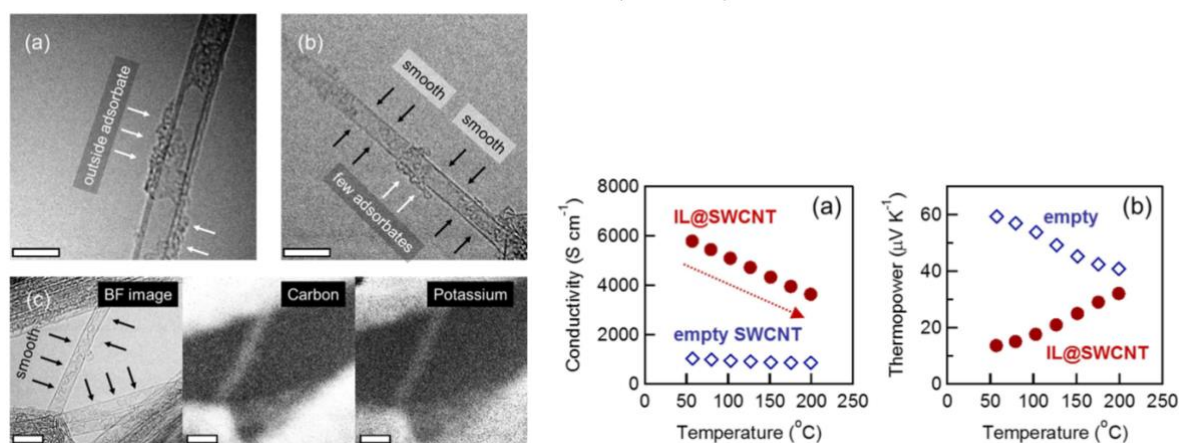 (a)
outside adsorbate
(b)
smooth
smooth
few adsorbates
(c)
BF image
Carbon
Potassium
smooth
(a)
Conductivity (S cm⁻¹)
8000
6000
4000
2000
0
IL@SWCNT
empty SWCNT
0 50 100 150 200 250
Temperature (°C)
(b)
Thermopower (μV K⁻¹)
60
40
20
0
empty
IL@SWCNT
0 50 100 150 200 250
Temperature (°C)